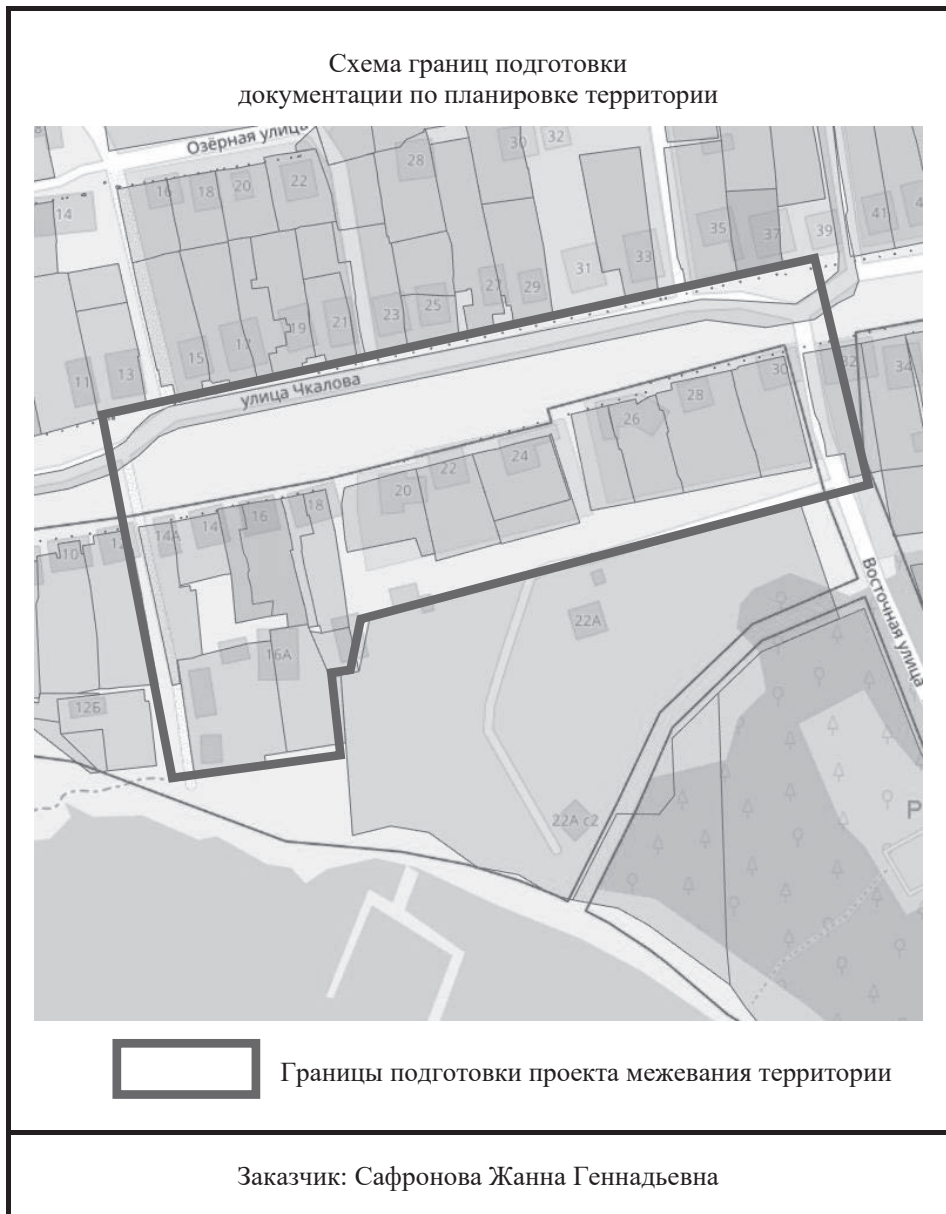 Схема границ подготовки
документации по планировке территории
Озёрная улица
16
18
20
22
28
30
32
14
35
37
39
41
31
33
27
29
23
25
19
21
15
17
11
13
улица Чкалова
32
34
30
28
26
24
22
20
18
16
14
14А
12
10
16А
22А
12Б
22А с2
Восточная улица
Р
Границы подготовки проекта межевания территории
Заказчик: Сафронова Жанна Геннадьевна